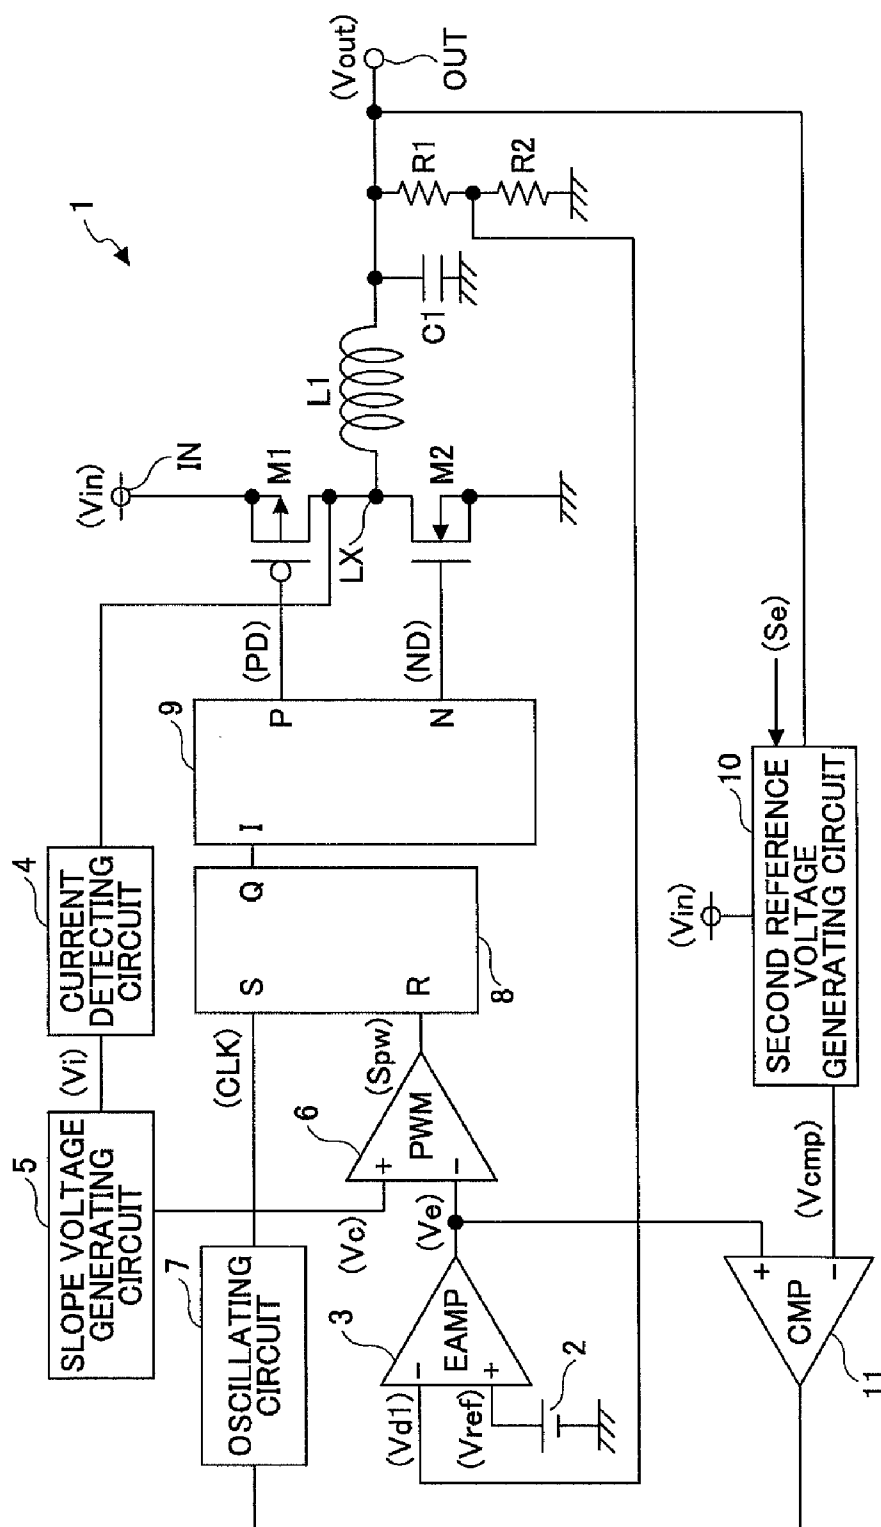 1
(Vin)
IN
(Vout)
OUT
M1
L1
LX
M2
C1
R1
R2
4
CURRENT
DETECTING
CIRCUIT
(Vi)
5
SLOPE VOLTAGE
GENERATING
CIRCUIT
(PD)
(ND)
9
I
P
N
8
S
Q
R
(CLK)
(Spw)
6
PWM
+
−
(Vc)
(Ve)
7
OSCILLATING
CIRCUIT
3
EAMP
−
+
(Vd1)
(Vref)
2
(Se)
10
(Vin)
SECOND REFERENCE
VOLTAGE
GENERATING CIRCUIT
(Vcmp)
+
−
CMP
11